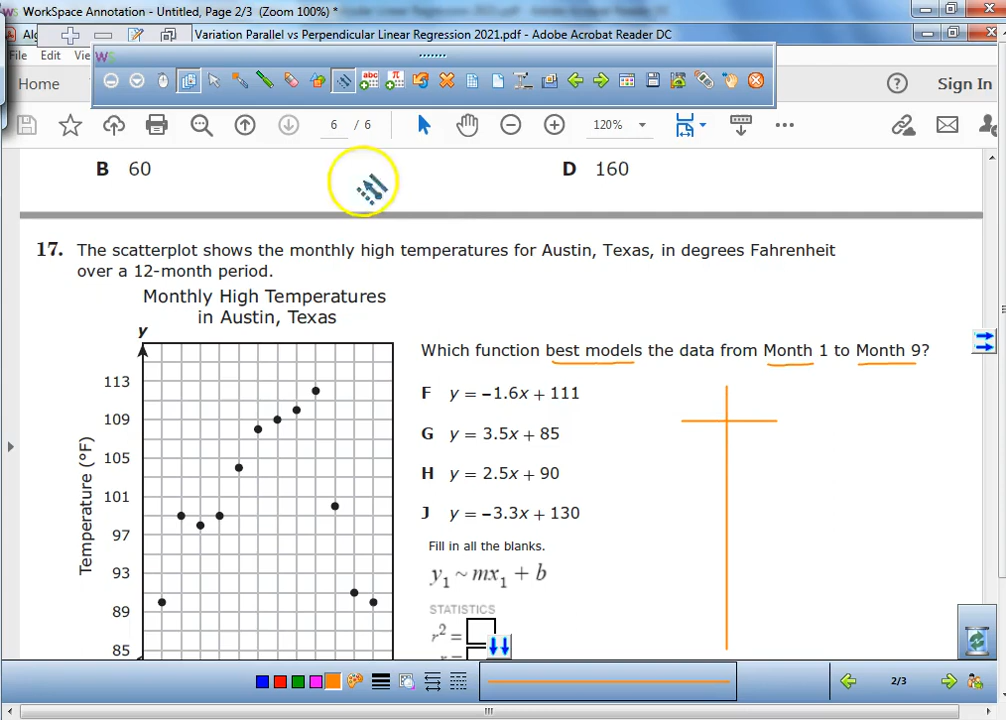 WorkSpace Annotation - Untitled, Page 2/3 (Zoom 100%) *
Variation Parallel vs Perpendicular Linear Regression 2021.pdf - Adobe Acrobat Reader DC
File Edit
Home
abc
π
?
Sign In
6 / 6
120%
B 60
D 160
17. The scatterplot shows the monthly high temperatures for Austin, Texas, in degrees Fahrenheit
over a 12-month period.
Monthly High Temperatures
in Austin, Texas
y
Which function best models the data from Month 1 to Month 9?
113
F y = −1.6x + 111
109
G y = 3.5x + 85
105
H y = 2.5x + 90
101
J y = −3.3x + 130
97
93
89
85
Temperature (°F)
Fill in all the blanks.
y₁ ~ mx₁ + b
STATISTICS
r² =
2/3